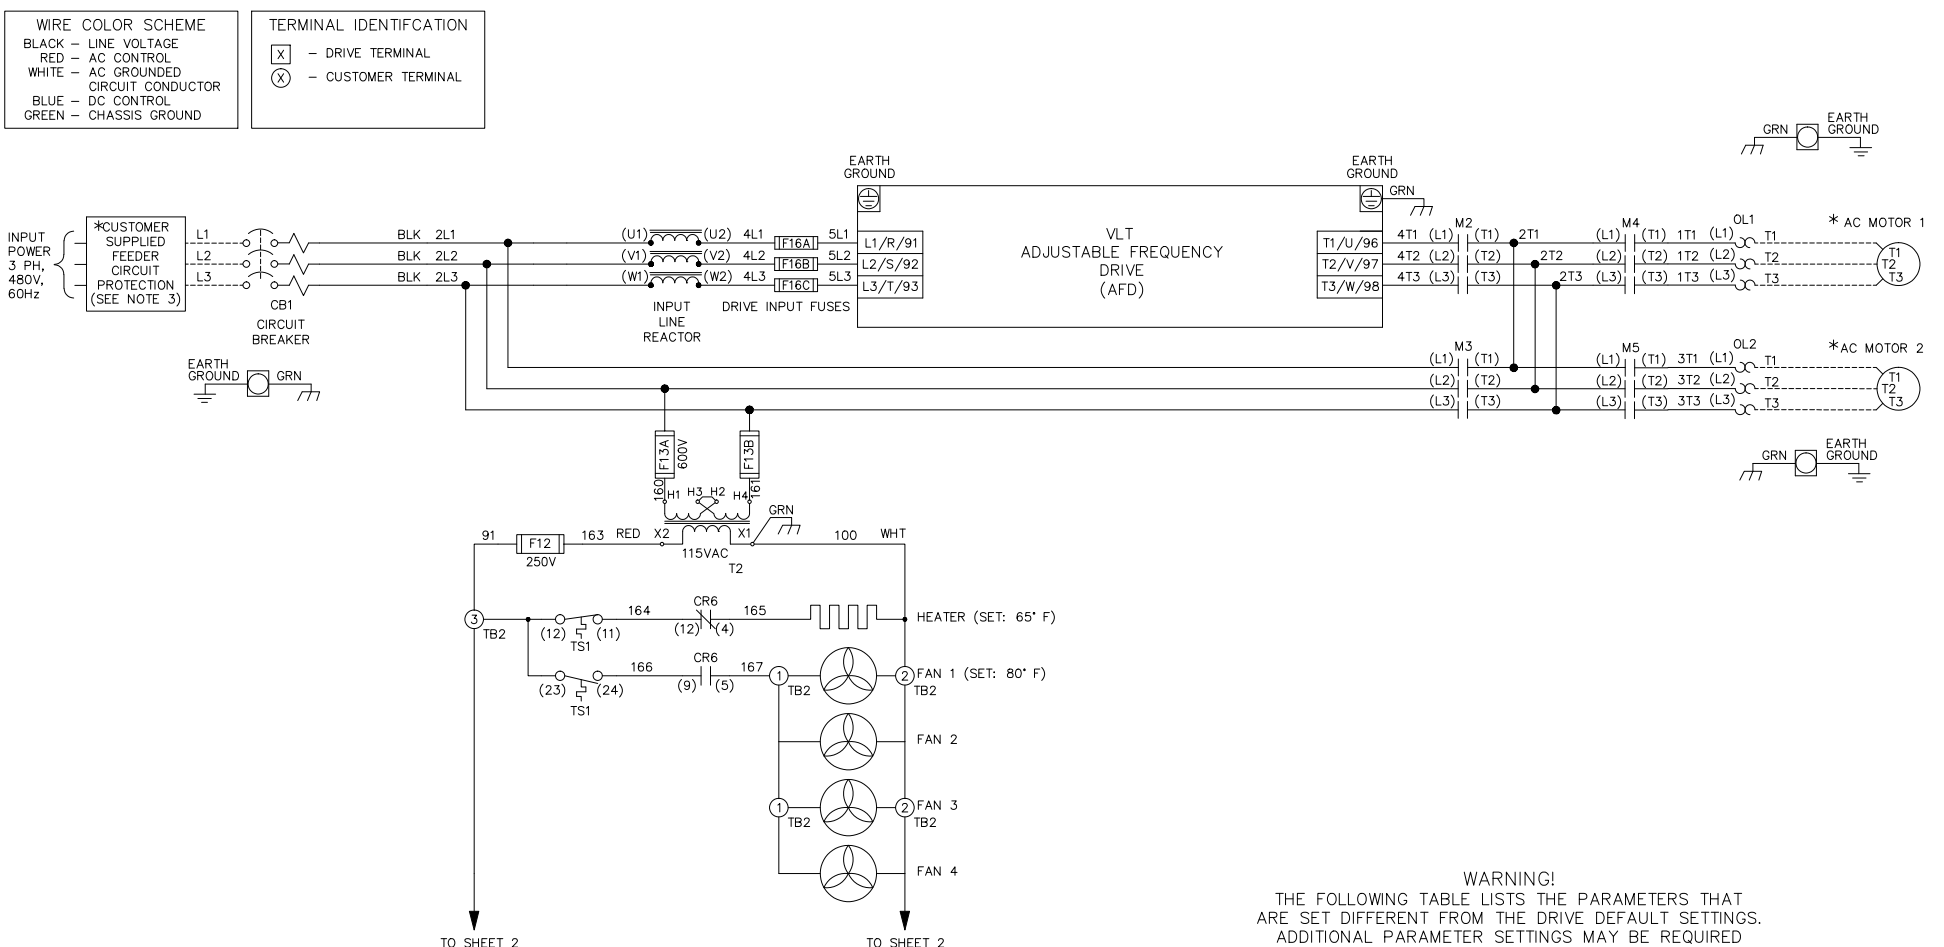 WIRE COLOR SCHEME
BLACK – LINE VOLTAGE
RED – AC CONTROL
WHITE – AC GROUNDED
CIRCUIT CONDUCTOR
BLUE – DC CONTROL
GREEN – CHASSIS GROUND
TERMINAL IDENTIFCATION
X – DRIVE TERMINAL
X – CUSTOMER TERMINAL
INPUT
POWER
3 PH,
480V,
60Hz
*CUSTOMER
SUPPLIED
FEEDER
CIRCUIT
PROTECTION
(SEE NOTE 3)
L1
L2
L3
CB1
CIRCUIT
BREAKER
EARTH
GROUND
GRN
BLK 2L1
BLK 2L2
BLK 2L3
(U1) (U2) 4L1 F16A 5L1
(V1) (V2) 4L2 F16B 5L2
(W1) (W2) 4L3 F16C 5L3
INPUT
LINE
REACTOR
DRIVE INPUT FUSES
EARTH
GROUND
L1/R/91
L2/S/92
L3/T/93
VLT
ADJUSTABLE FREQUENCY
DRIVE
(AFD)
EARTH
GROUND
GRN
T1/U/96
T2/V/97
T3/W/98
M2
4T1 (L1) (T1) 2T1
4T2 (L2) (T2) 2T2
4T3 (L3) (T3) 2T3
M4
(L1) (T1) 1T1 (L1) T1
(L2) (T2) 1T2 (L2) T2
(L3) (T3) 1T3 (L3) T3
OL1
* AC MOTOR 1
T1
T2
T3
GRN
EARTH
GROUND
M3
(L1) (T1)
(L2) (T2)
(L3) (T3)
M5
(L1) (T1) 3T1 (L1) T1
(L2) (T2) 3T2 (L2) T2
(L3) (T3) 3T3 (L3) T3
OL2
*AC MOTOR 2
T1
T2
T3
GRN
EARTH
GROUND
F13A
600V
F13B
160
161
H1 H3 H2 H4
GRN
91 F12 163 RED X2 X1 100 WHT
250V
115VAC
T2
3
TB2
(12) (11)
TS1
164
CR6
(12) (4)
165
HEATER (SET: 65° F)
(23) (24)
TS1
166
CR6
(9) (5)
167
1
TB2
2
TB2
FAN 1 (SET: 80° F)
FAN 2
1
TB2
2
TB2
FAN 3
FAN 4
TO SHEET 2
TO SHEET 2
WARNING!
THE FOLLOWING TABLE LISTS THE PARAMETERS THAT
ARE SET DIFFERENT FROM THE DRIVE DEFAULT SETTINGS.
ADDITIONAL PARAMETER SETTINGS MAY BE REQUIRED